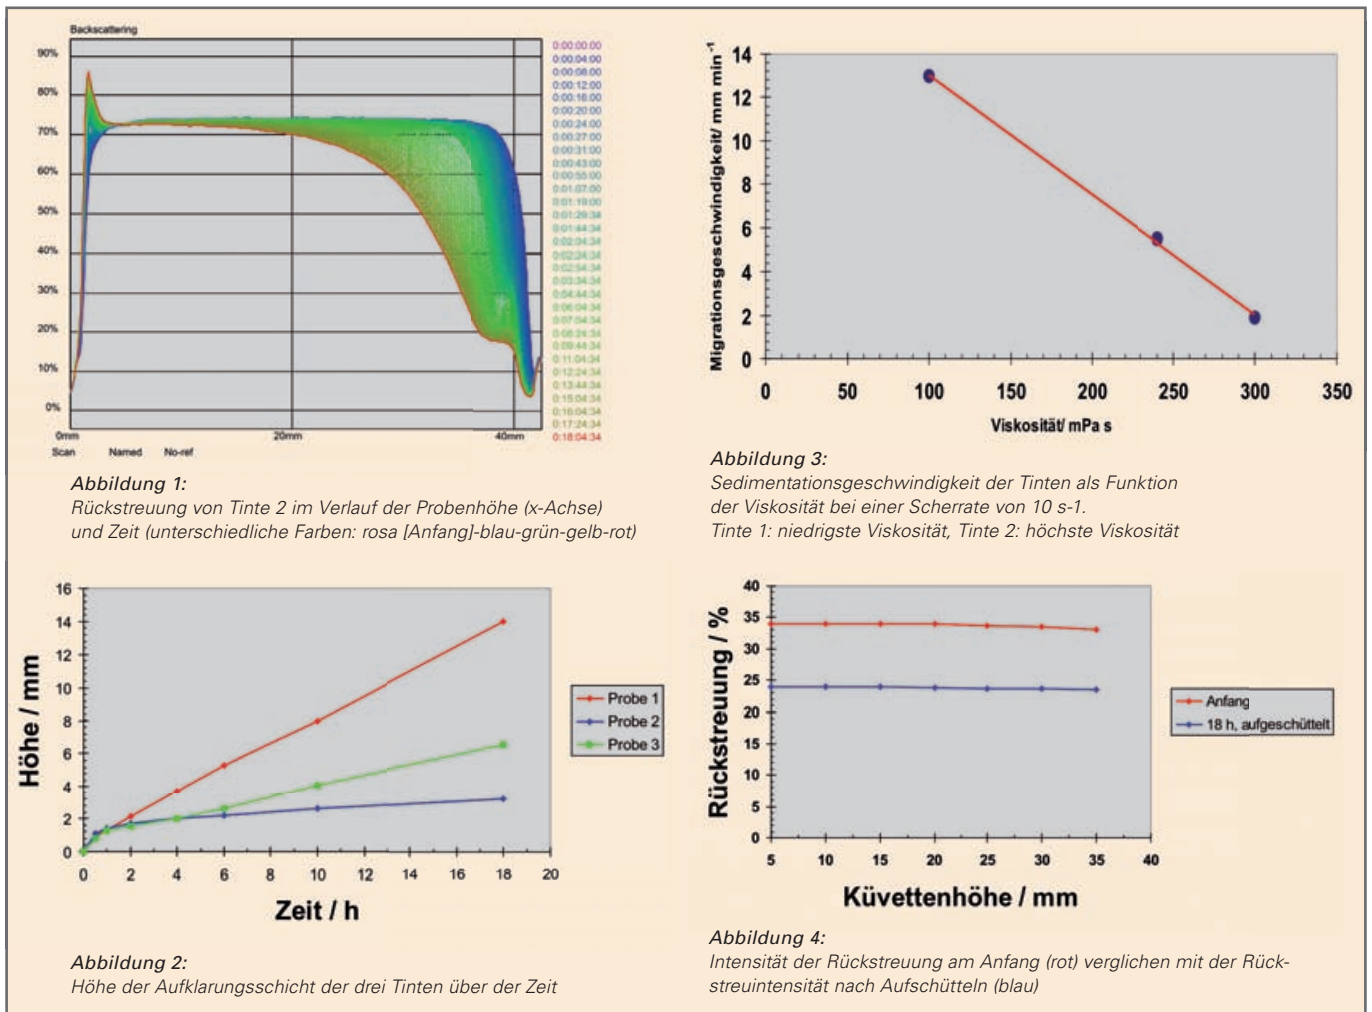 Backscattering
90%
80%
70%
60%
50%
40%
30%
20%
10%
0%
0mm 20mm 40mm
Scan Named No-ref
0:00:00:00
0:00:04:00
0:00:08:00
0:00:12:00
0:00:16:00
0:00:20:00
0:00:24:00
0:00:27:00
0:00:31:00
0:00:43:00
0:00:55:00
0:01:07:00
0:01:19:00
0:01:29:34
0:01:44:34
0:02:04:34
0:02:24:34
0:02:54:34
0:03:34:34
0:04:44:34
0:06:04:34
0:07:04:34
0:08:24:34
0:09:44:34
0:11:04:34
0:12:24:34
0:13:44:34
0:15:04:34
0:16:04:34
0:17:24:34
0:18:04:34
Abbildung 1:
Rückstreuung von Tinte 2 im Verlauf der Probenhöhe (x-Achse)
und Zeit (unterschiedliche Farben: rosa [Anfang]-blau-grün-gelb-rot)
Migrationsgeschwindigkeit/ mm min-1
14
12
10
8
6
4
2
0
0 50 100 150 200 250 300 350
Viskosität/ mPa s
Abbildung 3:
Sedimentationsgeschwindigkeit der Tinten als Funktion
der Viskosität bei einer Scherrate von 10 s-1.
Tinte 1: niedrigste Viskosität, Tinte 2: höchste Viskosität
Höhe / mm
16
14
12
10
8
6
4
2
0
0 2 4 6 8 10 12 14 16 18 20
Zeit / h
Probe 1
Probe 2
Probe 3
Abbildung 2:
Höhe der Aufklarungsschicht der drei Tinten über der Zeit
Rückstreuung / %
40
35
30
25
20
15
10
5
0
5 10 15 20 25 30 35 40
Küvettenhöhe / mm
Anfang
18 h, aufgeschüttelt
Abbildung 4:
Intensität der Rückstreuung am Anfang (rot) verglichen mit der Rück-
streuintensität nach Aufschütteln (blau)